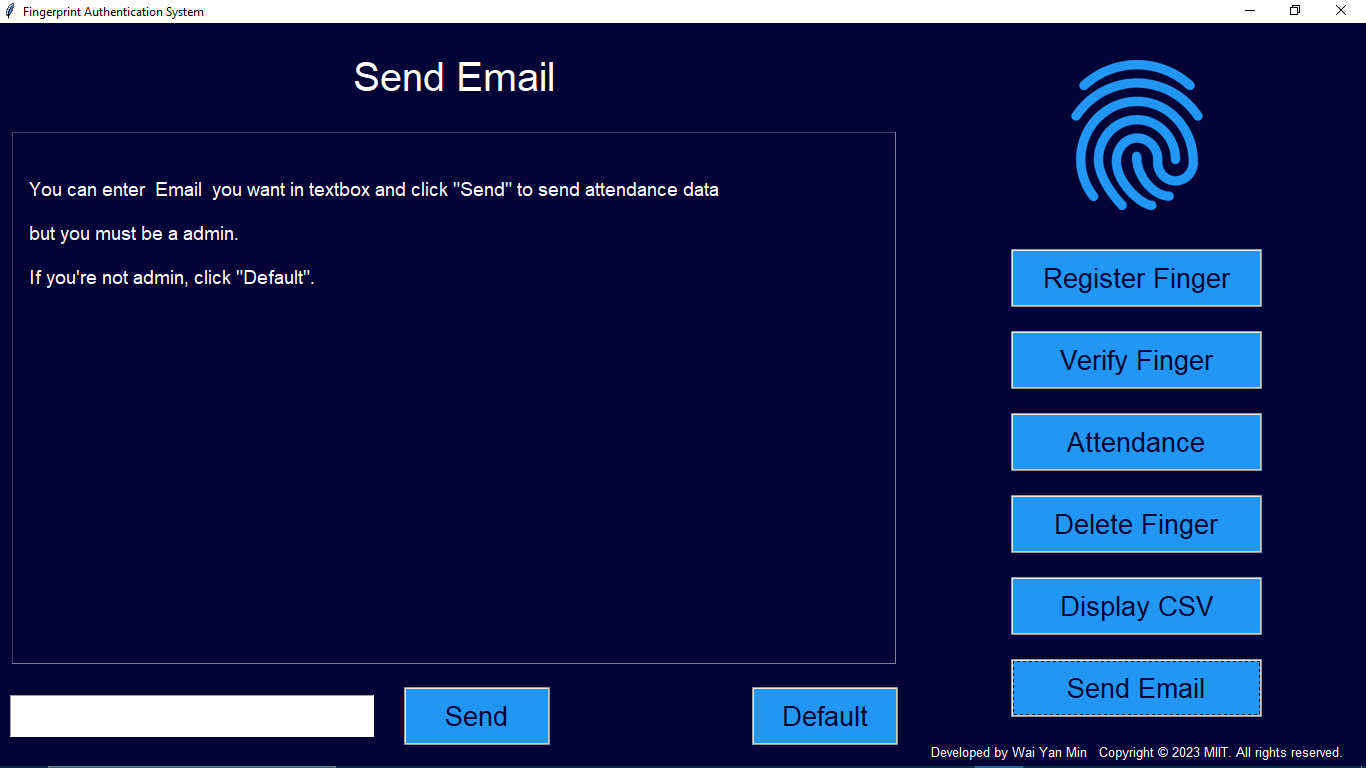 Fingerprint Authentication System
Send Email
You can enter  Email  you want in textbox and click "Send" to send attendance data
but you must be a admin.
If you're not admin, click "Default".
Register Finger
Verify Finger
Attendance
Delete Finger
Display CSV
Send Email
Send
Default
Developed by Wai Yan Min   Copyright © 2023 MIIT. All rights reserved.